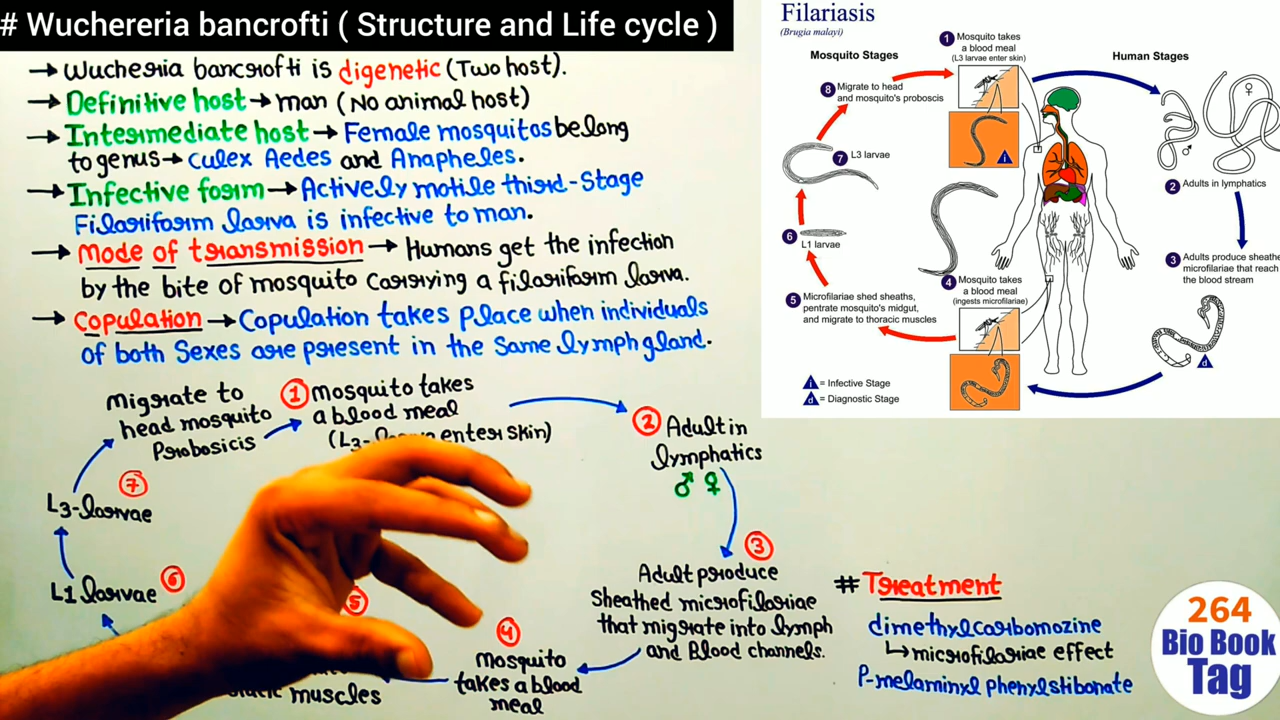 # Wuchereria bancrofti ( Structure and Life cycle )
→ Wuchesia bancrofti is digenetic (Two host).
→ Definitive host → man (No animal host)
→ Intermediate host → Female mosquitos belong
to genus → Culex Aedes and Anapheles.
→ Infective form → Actively motile third-Stage
Filariform larva is infective to man.
→ Mode of transmission → Humans get the infection
by the bite of mosquito Carrying a filariform larva.
→ Copulation → Copulation takes place when individuals
of both Sexes are present in the Same lymph gland.
Migrate to
head mosquito
Probosicis
① mosquito takes
a blood meal
(L3- enter skin)
② Adult in
lymphatics
♂ ♀
③
Adult produce
Sheathed microfilariae
that migrate into lymph
and Blood channels.
④
mosquito
takes a blood
meal
⑤
muscles
⑥
L1 larvae
⑦
L3-larvae
# Treatment
dimethylcarbomozine
↳ microfilariae effect
P-melaminyl phenylstibonate
Filariasis
(Brugia malayi)
Mosquito Stages
Human Stages
1 Mosquito takes
a blood meal
(L3 larvae enter skin)
♂
♀
2 Adults in lymphatics
3 Adults produce sheathe
microfilariae that reach
the blood stream
4 Mosquito takes
a blood meal
(ingests microfilariae)
5 Microfilariae shed sheaths,
pentrate mosquito's midgut,
and migrate to thoracic muscles
6
L1 larvae
7 L3 larvae
8 Migrate to head
and mosquito's proboscis
i
d
i = Infective Stage
d = Diagnostic Stage
264
Bio Book
Tag